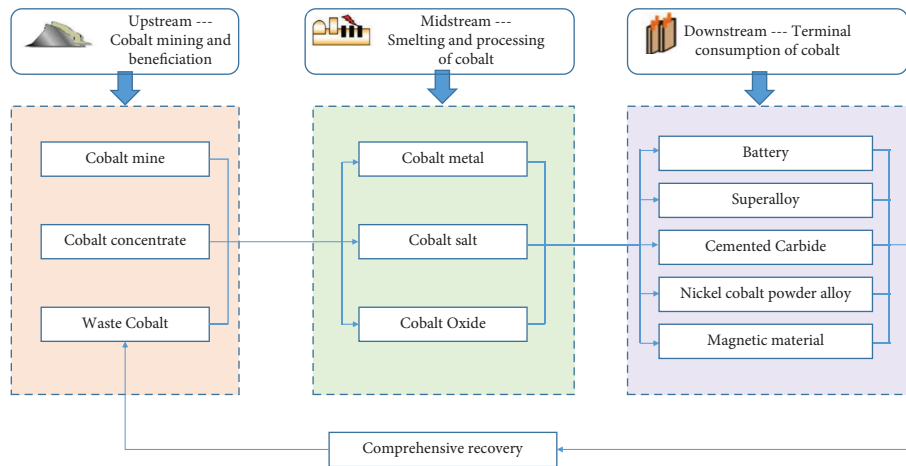 Upstream ---
Cobalt mining and
beneficiation
Midstream ---
Smelting and processing
of cobalt
Downstream --- Terminal
consumption of cobalt
Cobalt mine
Cobalt concentrate
Waste Cobalt
Cobalt metal
Cobalt salt
Cobalt Oxide
Battery
Superalloy
Cemented Carbide
Nickel cobalt powder alloy
Magnetic material
Comprehensive recovery